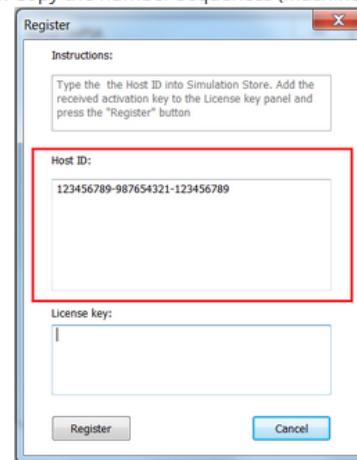 Register
Instructions:
Type the the Host ID into Simulation Store. Add the
received activation key to the License key panel and
press the "Register" button
Host ID:
123456789-987654321-123456789
License key:
Register Cancel